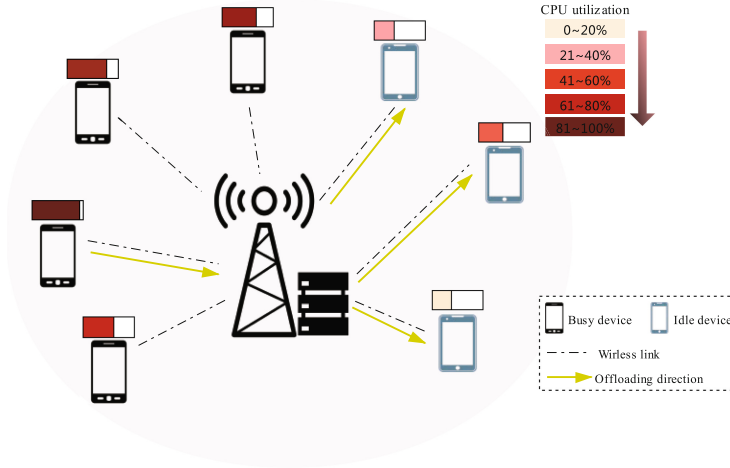 CPU utilization
0~20%
21~40%
41~60%
61~80%
81~100%
Busy device
Idle device
Wirless link
Offloading direction